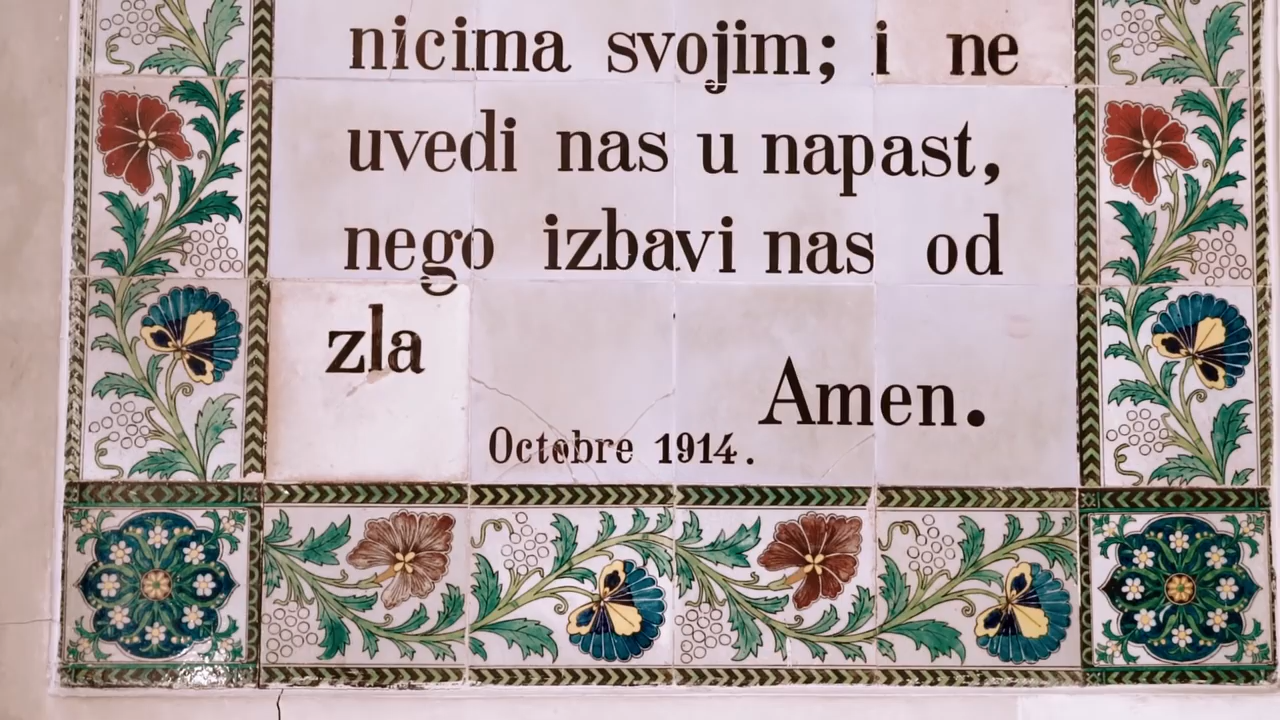 nicima svojim; i ne
uvedi nas u napast,
nego izbavi nas od
zla
Amen.
Octobre 1914.